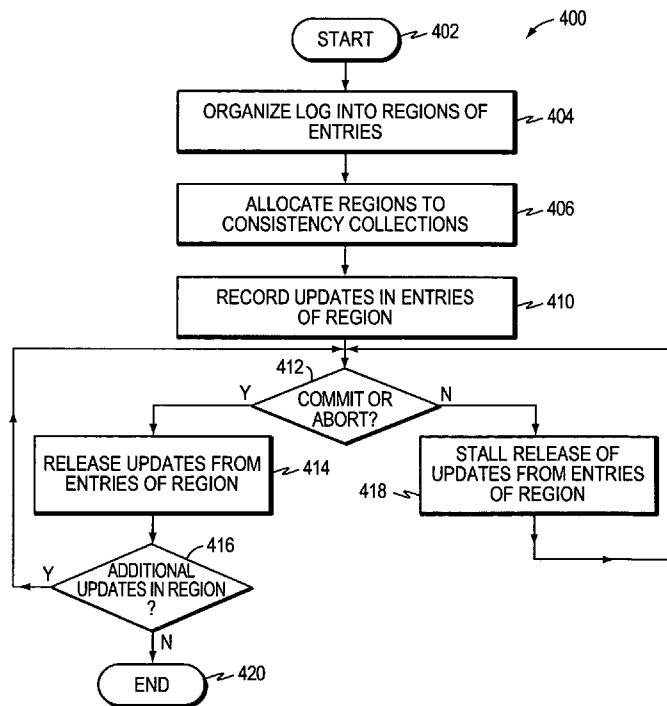 400
START
402
ORGANIZE LOG INTO REGIONS OF
ENTRIES
404
ALLOCATE REGIONS TO
CONSISTENCY COLLECTIONS
406
RECORD UPDATES IN ENTRIES
OF REGION
410
412
Y
COMMIT OR
ABORT?
N
RELEASE UPDATES FROM
ENTRIES OF REGION
414
STALL RELEASE OF
UPDATES FROM ENTRIES
OF REGION
418
416
Y
ADDITIONAL
UPDATES IN REGION
?
N
END
420